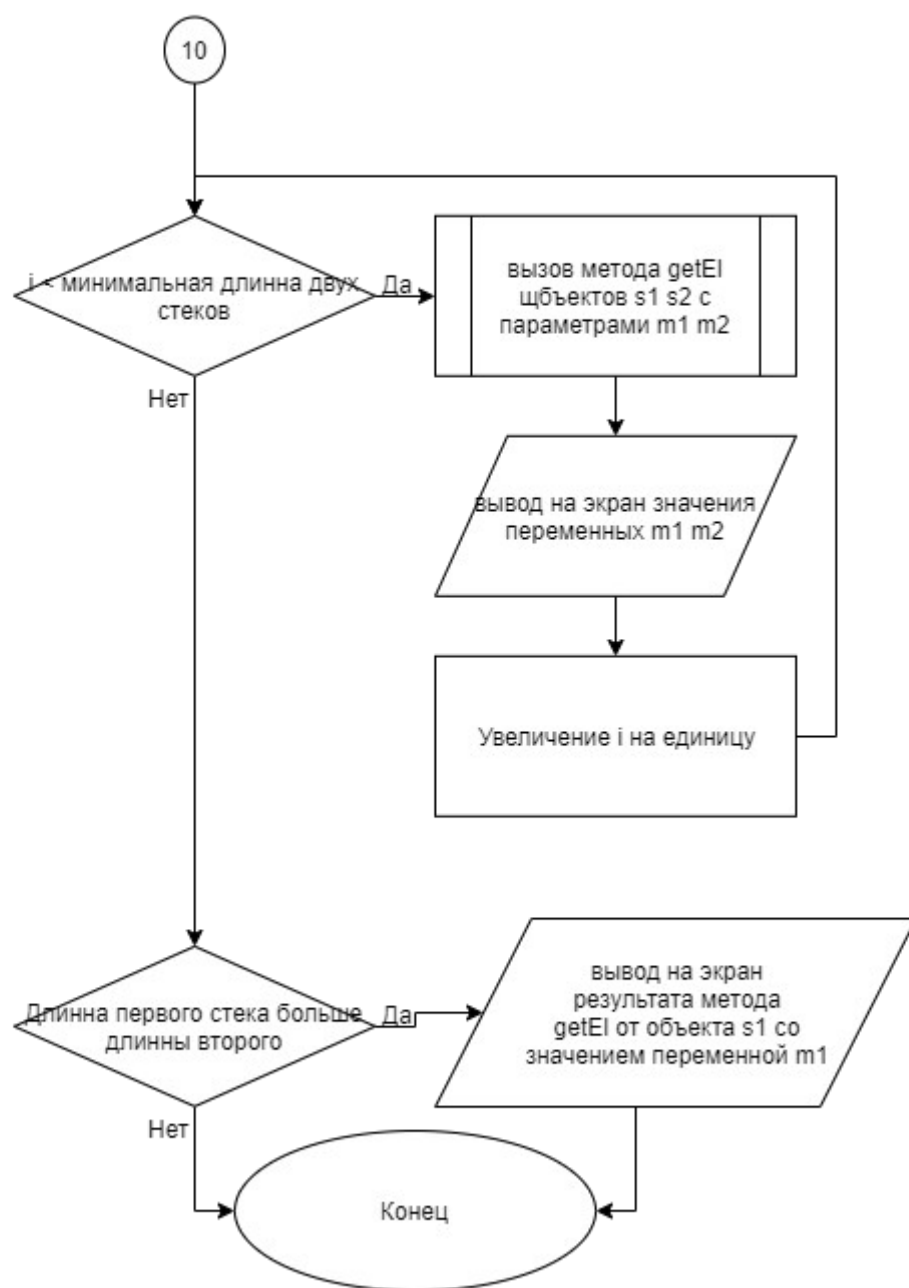 10
i < минимальная длинна двух
стеков
Да
вызов метода getEl
щбъектов s1 s2 с
параметрами m1 m2
Нет
вывод на экран значения
переменных m1 m2
Увеличение i на единицу
Длинна первого стека больше
длинны второго
Да
вывод на экран
результата метода
getEl от объекта s1 со
значением переменной m1
Нет
Конец